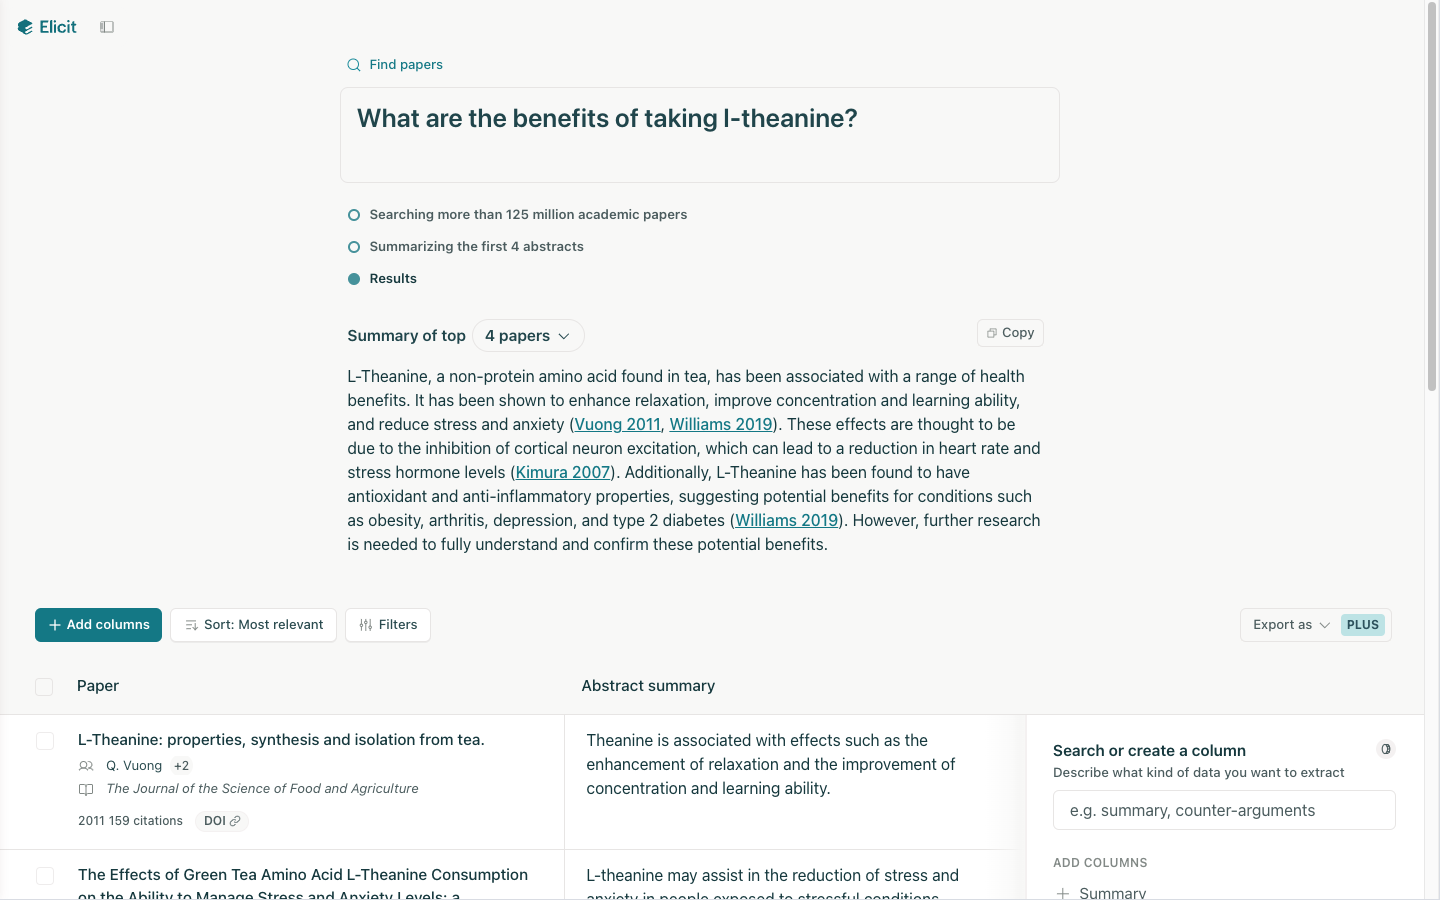 Elicit
Find papers
What are the benefits of taking l-theanine?
Searching more than 125 million academic papers
Summarizing the first 4 abstracts
Results
Summary of top 4 papers
Copy
L-Theanine, a non-protein amino acid found in tea, has been associated with a range of health
benefits. It has been shown to enhance relaxation, improve concentration and learning ability,
and reduce stress and anxiety (Vuong 2011, Williams 2019). These effects are thought to be
due to the inhibition of cortical neuron excitation, which can lead to a reduction in heart rate and
stress hormone levels (Kimura 2007). Additionally, L-Theanine has been found to have
antioxidant and anti-inflammatory properties, suggesting potential benefits for conditions such
as obesity, arthritis, depression, and type 2 diabetes (Williams 2019). However, further research
is needed to fully understand and confirm these potential benefits.
Add columns
Sort: Most relevant
Filters
Export as
PLUS
Paper
Abstract summary
L-Theanine: properties, synthesis and isolation from tea.
Q. Vuong +2
The Journal of the Science of Food and Agriculture
2011 159 citations DOI
Theanine is associated with effects such as the
enhancement of relaxation and the improvement of
concentration and learning ability.
The Effects of Green Tea Amino Acid L-Theanine Consumption
on the Ability to Manage Stress and Anxiety Levels: a
L-theanine may assist in the reduction of stress and
anxiety in people exposed to stressful conditions.
Search or create a column
Describe what kind of data you want to extract
e.g. summary, counter-arguments
ADD COLUMNS
Summary